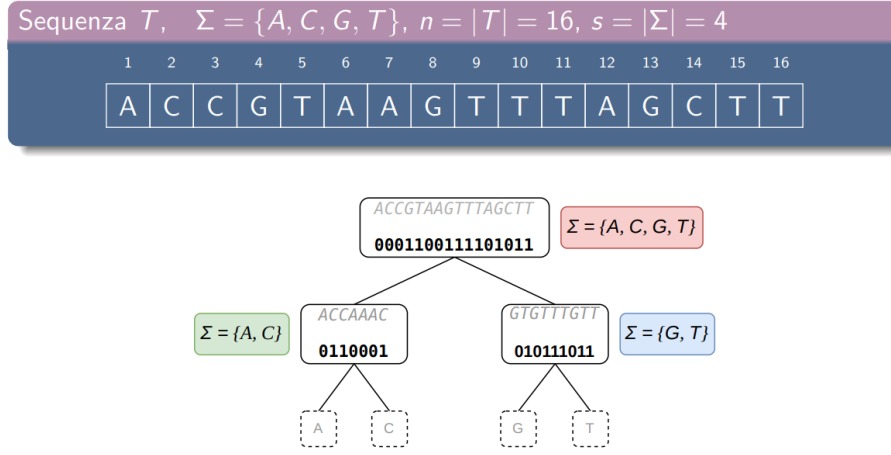 Sequenza T, Σ = {A, C, G, T}, n = |T| = 16, s = |Σ| = 4
1 2 3 4 5 6 7 8 9 10 11 12 13 14 15 16
A C C G T A A G T T T A G C T T
ACCGTAAGTTTAGCTT
0001100111101011
Σ = {A, C, G, T}
Σ = {A, C}
ACCAAAC
0110001
GTGTTTGTT
010111011
Σ = {G, T}
A C G T